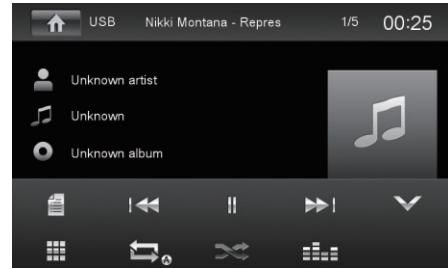 USB Nikki Montana - Repres 1/5 00:25
Unknown artist
Unknown
Unknown album